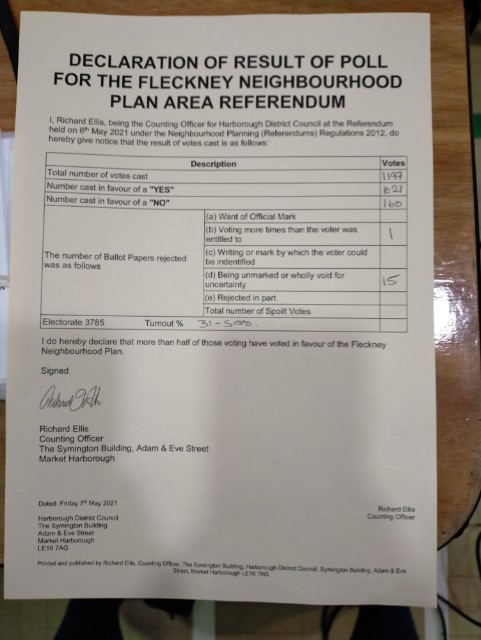 DECLARATION OF RESULT OF POLL
FOR THE FLECKNEY NEIGHBOURHOOD
PLAN AREA REFERENDUM
I, Richard Ellis, being the Counting Officer for Harborough District Council at the Referendum
held on 6th May 2021 under the Neighbourhood Planning (Referendums) Regulations 2012, do
hereby give notice that the result of votes cast is as follows:
Description Votes
Total number of votes cast 1197
Number cast in favour of a "YES" 1021
Number cast in favour of a "NO" 160
The number of Ballot Papers rejected
was as follows
(a) Want of Official Mark
(b) Voting more times than the voter was
entitled to 1
(c) Writing or mark by which the voter could
be indentified
(d) Being unmarked or wholly void for
uncertainty 15
(e) Rejected in part
Total number of Spoilt Votes
Electorate 3785 Turnout %
I do hereby declare that more than half of those voting have voted in favour of the Fleckney
Neighbourhood Plan.
Signed
Richard Ellis
Counting Officer
The Symington Building, Adam & Eve Street
Market Harborough
Dated: Friday 7th May 2021
Richard Ellis
Counting Officer
Harborough District Council
The Symington Building
Adam & Eve Street
Market Harborough
LE16 7AG
Printed and published by Richard Ellis, Counting Officer, The Symington Building, Harborough District Council, Symington Building, Adam & Eve
Street, Market Harborough LE16 7AG